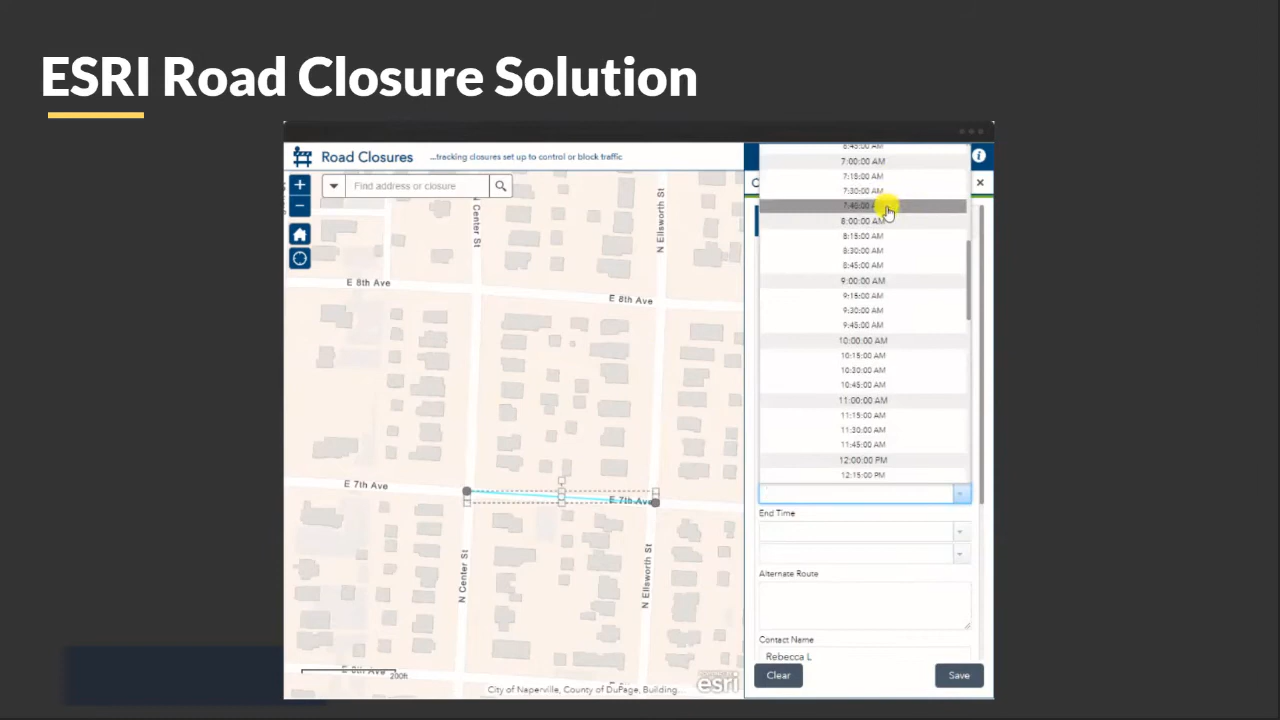 ESRI Road Closure Solution
Road Closures
...tracking closures set up to control or block traffic
Find address or closure
N Center St
N Ellsworth St
E 8th Ave
E 8th Ave
E 7th Ave
E 7th Ave
N Center St
N Ellsworth St
200ft
City of Naperville, County of DuPage, Building...
esri
6:45:00 AM
7:00:00 AM
7:15:00 AM
7:30:00 AM
8:00:00 AM
8:15:00 AM
8:30:00 AM
8:45:00 AM
9:00:00 AM
9:15:00 AM
9:30:00 AM
9:45:00 AM
10:00:00 AM
10:15:00 AM
10:30:00 AM
10:45:00 AM
11:00:00 AM
11:15:00 AM
11:30:00 AM
11:45:00 AM
12:00:00 PM
12:15:00 PM
End Time
Alternate Route
Contact Name
Rebecca L
Clear
Save